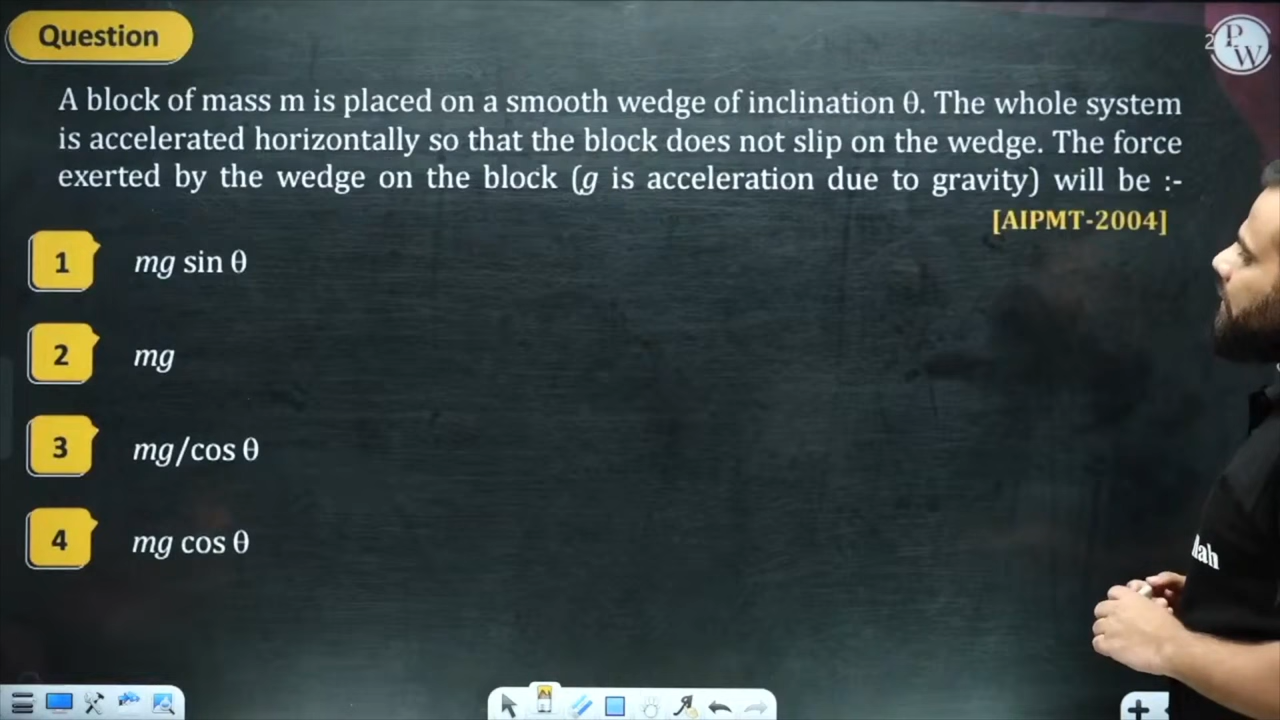 Question
2
PW
A block of mass m is placed on a smooth wedge of inclination θ. The whole system
is accelerated horizontally so that the block does not slip on the wedge. The force
exerted by the wedge on the block (g is acceleration due to gravity) will be :-
[AIPMT-2004]
1 mg sin θ
2 mg
3 mg/cos θ
4 mg cos θ